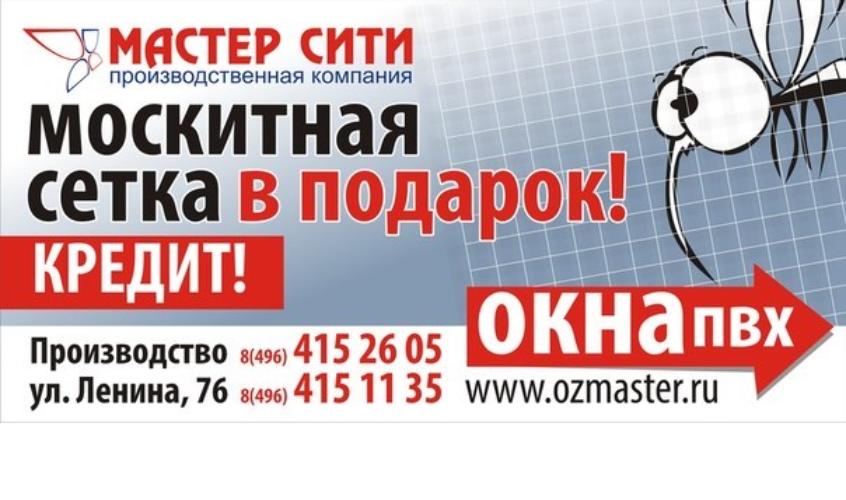 МАСТЕР СИТИ
производственная компания
москитная
сетка в подарок!
КРЕДИТ!
ОКНА ПВХ
Производство 8(496) 415 26 05
ул. Ленина, 76 8(496) 415 11 35
www.ozmaster.ru